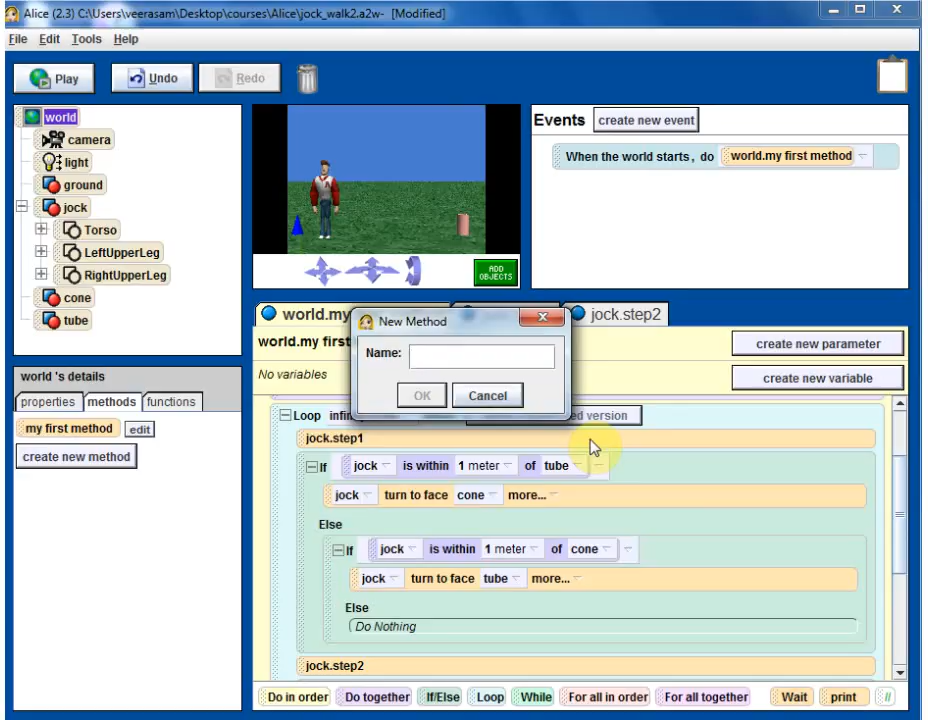 Alice (2.3) C:\Users\veerasam\Desktop\courses\Alice\jock_walk2.a2w- [Modified]
File Edit Tools Help
Play Undo Redo
world
camera
light
ground
jock
Torso
LeftUpperLeg
RightUpperLeg
cone
tube
ADD OBJECTS
Events create new event
When the world starts, do world.my first method
world 's details
properties methods functions
my first method edit
create new method
world.my jock.step2
world.my first create new parameter
No variables create new variable
New Method
Name:
OK Cancel
Loop ed version
jock.step1
If jock is within 1 meter of tube
jock turn to face cone more...
Else
If jock is within 1 meter of cone
jock turn to face tube more...
Else
Do Nothing
jock.step2
Do in order Do together If/Else Loop While For all in order For all together Wait print //